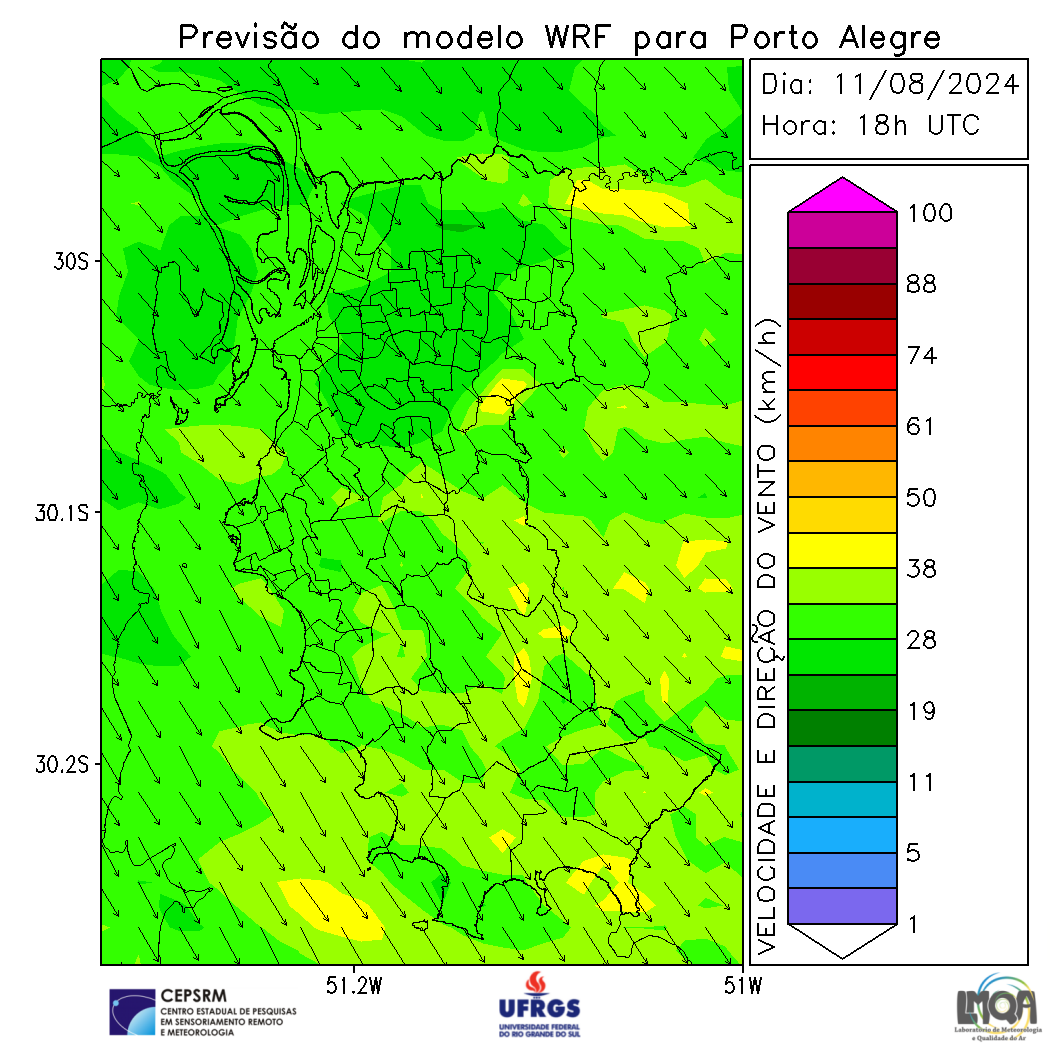 Previsão do modelo WRF para Porto Alegre
Dia: 11/08/2024
Hora: 18h UTC
30S
30.1S
30.2S
51.2W
51W
VELOCIDADE E DIREÇÃO DO VENTO (km/h)
100
88
74
61
50
38
28
19
11
5
1
CEPSRM
CENTRO ESTADUAL DE PESQUISAS
EM SENSORIAMENTO REMOTO
E METEOROLOGIA
UFRGS
UNIVERSIDADE FEDERAL
DO RIO GRANDE DO SUL
LMQA
Laboratório de Meteorologia
e Qualidade do Ar